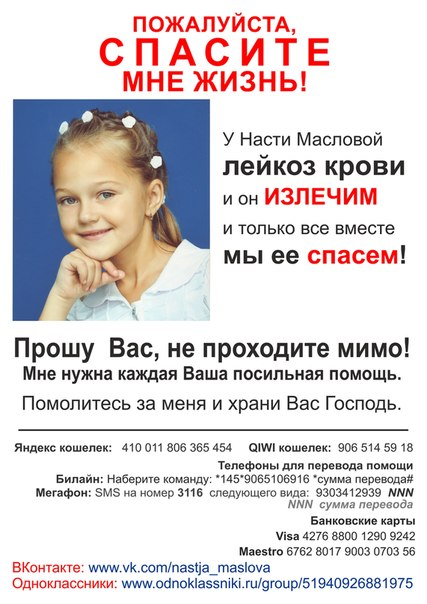 ПОЖАЛУЙСТА,
СПАСИТЕ
МНЕ ЖИЗНЬ!
У Насти Масловой
лейкоз крови
и он ИЗЛЕЧИМ
и только все вместе
мы ее спасем!
Прошу Вас, не проходите мимо!
Мне нужна каждая Ваша посильная помощь.
Помолитесь за меня и храни Вас Господь.
Яндекс кошелек: 410 011 806 365 454 QIWI кошелек: 906 514 59 18
Телефоны для перевода помощи
Билайн: Наберите команду: *145*9065106916 *сумма перевода#
Мегафон: SMS на номер 3116 следующего вида: 9303412939 NNN
NNN сумма перевода
Банковские карты
Visa 4276 8800 1290 9242
Maestro 6762 8017 9003 0703 56
ВКонтакте: www.vk.com/nastja_maslova
Одноклассники: www.odnoklassniki.ru/group/51940926881975